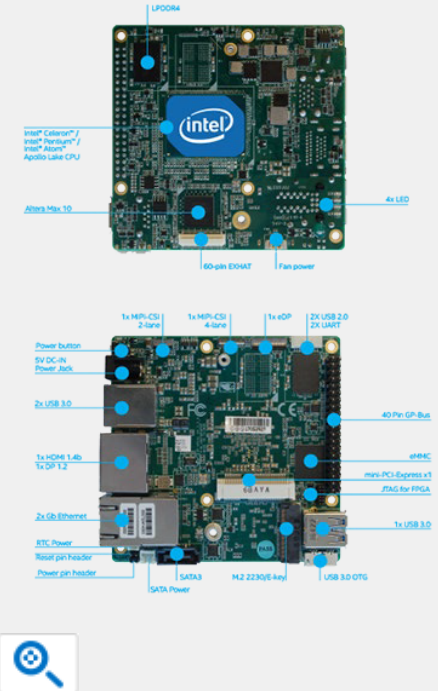 LPDDR4
intel
Intel® Celeron™ /
Intel® Pentium™ /
Intel® Atom™
Apollo Lake CPU
Altera Max 10
4x LED
60-pin EXHAT
Fan power
1x MIPI-CSI
2-lane
1x MIPI-CSI
4-lane
1x eDP
2X USB 2.0
2X UART
Power button
5V DC-IN
Power Jack
2x USB 3.0
40 Pin GP-Bus
1x HDMI 1.4b
1x DP 1.2
eMMC
mini-PCI-Express x1
JTAG for FPGA
2x Gb Ethernet
1x USB 3.0
RTC Power
Reset pin header
Power pin header
SATA3
SATA Power
M.2 2230/E-key
USB 3.0 OTG
FC
CE